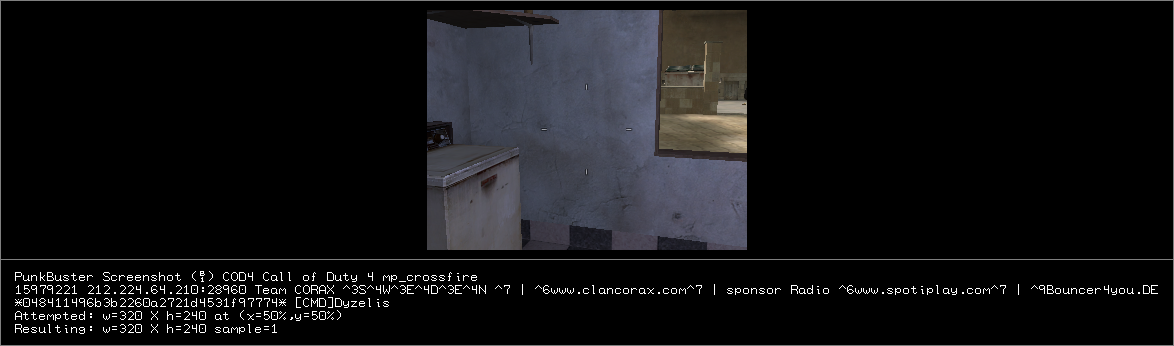 PunkBuster Screenshot (BI) COD4 Call of Duty 4 mp_crossfire
15979221 212.224.64.210:28960 Team CORAX ^3S^4W^3E^4D^3E^4N ^7 | ^6www.clancorax.com^7 | sponsor Radio ^6www.spotiplay.com^7 | ^9Bouncer4you.DE
*048411496b3b2260a2721d4531f97774* [CMD]Dyzelis
Attempted: w=320 X h=240 at (x=50%,y=50%)
Resulting: w=320 X h=240 sample=1